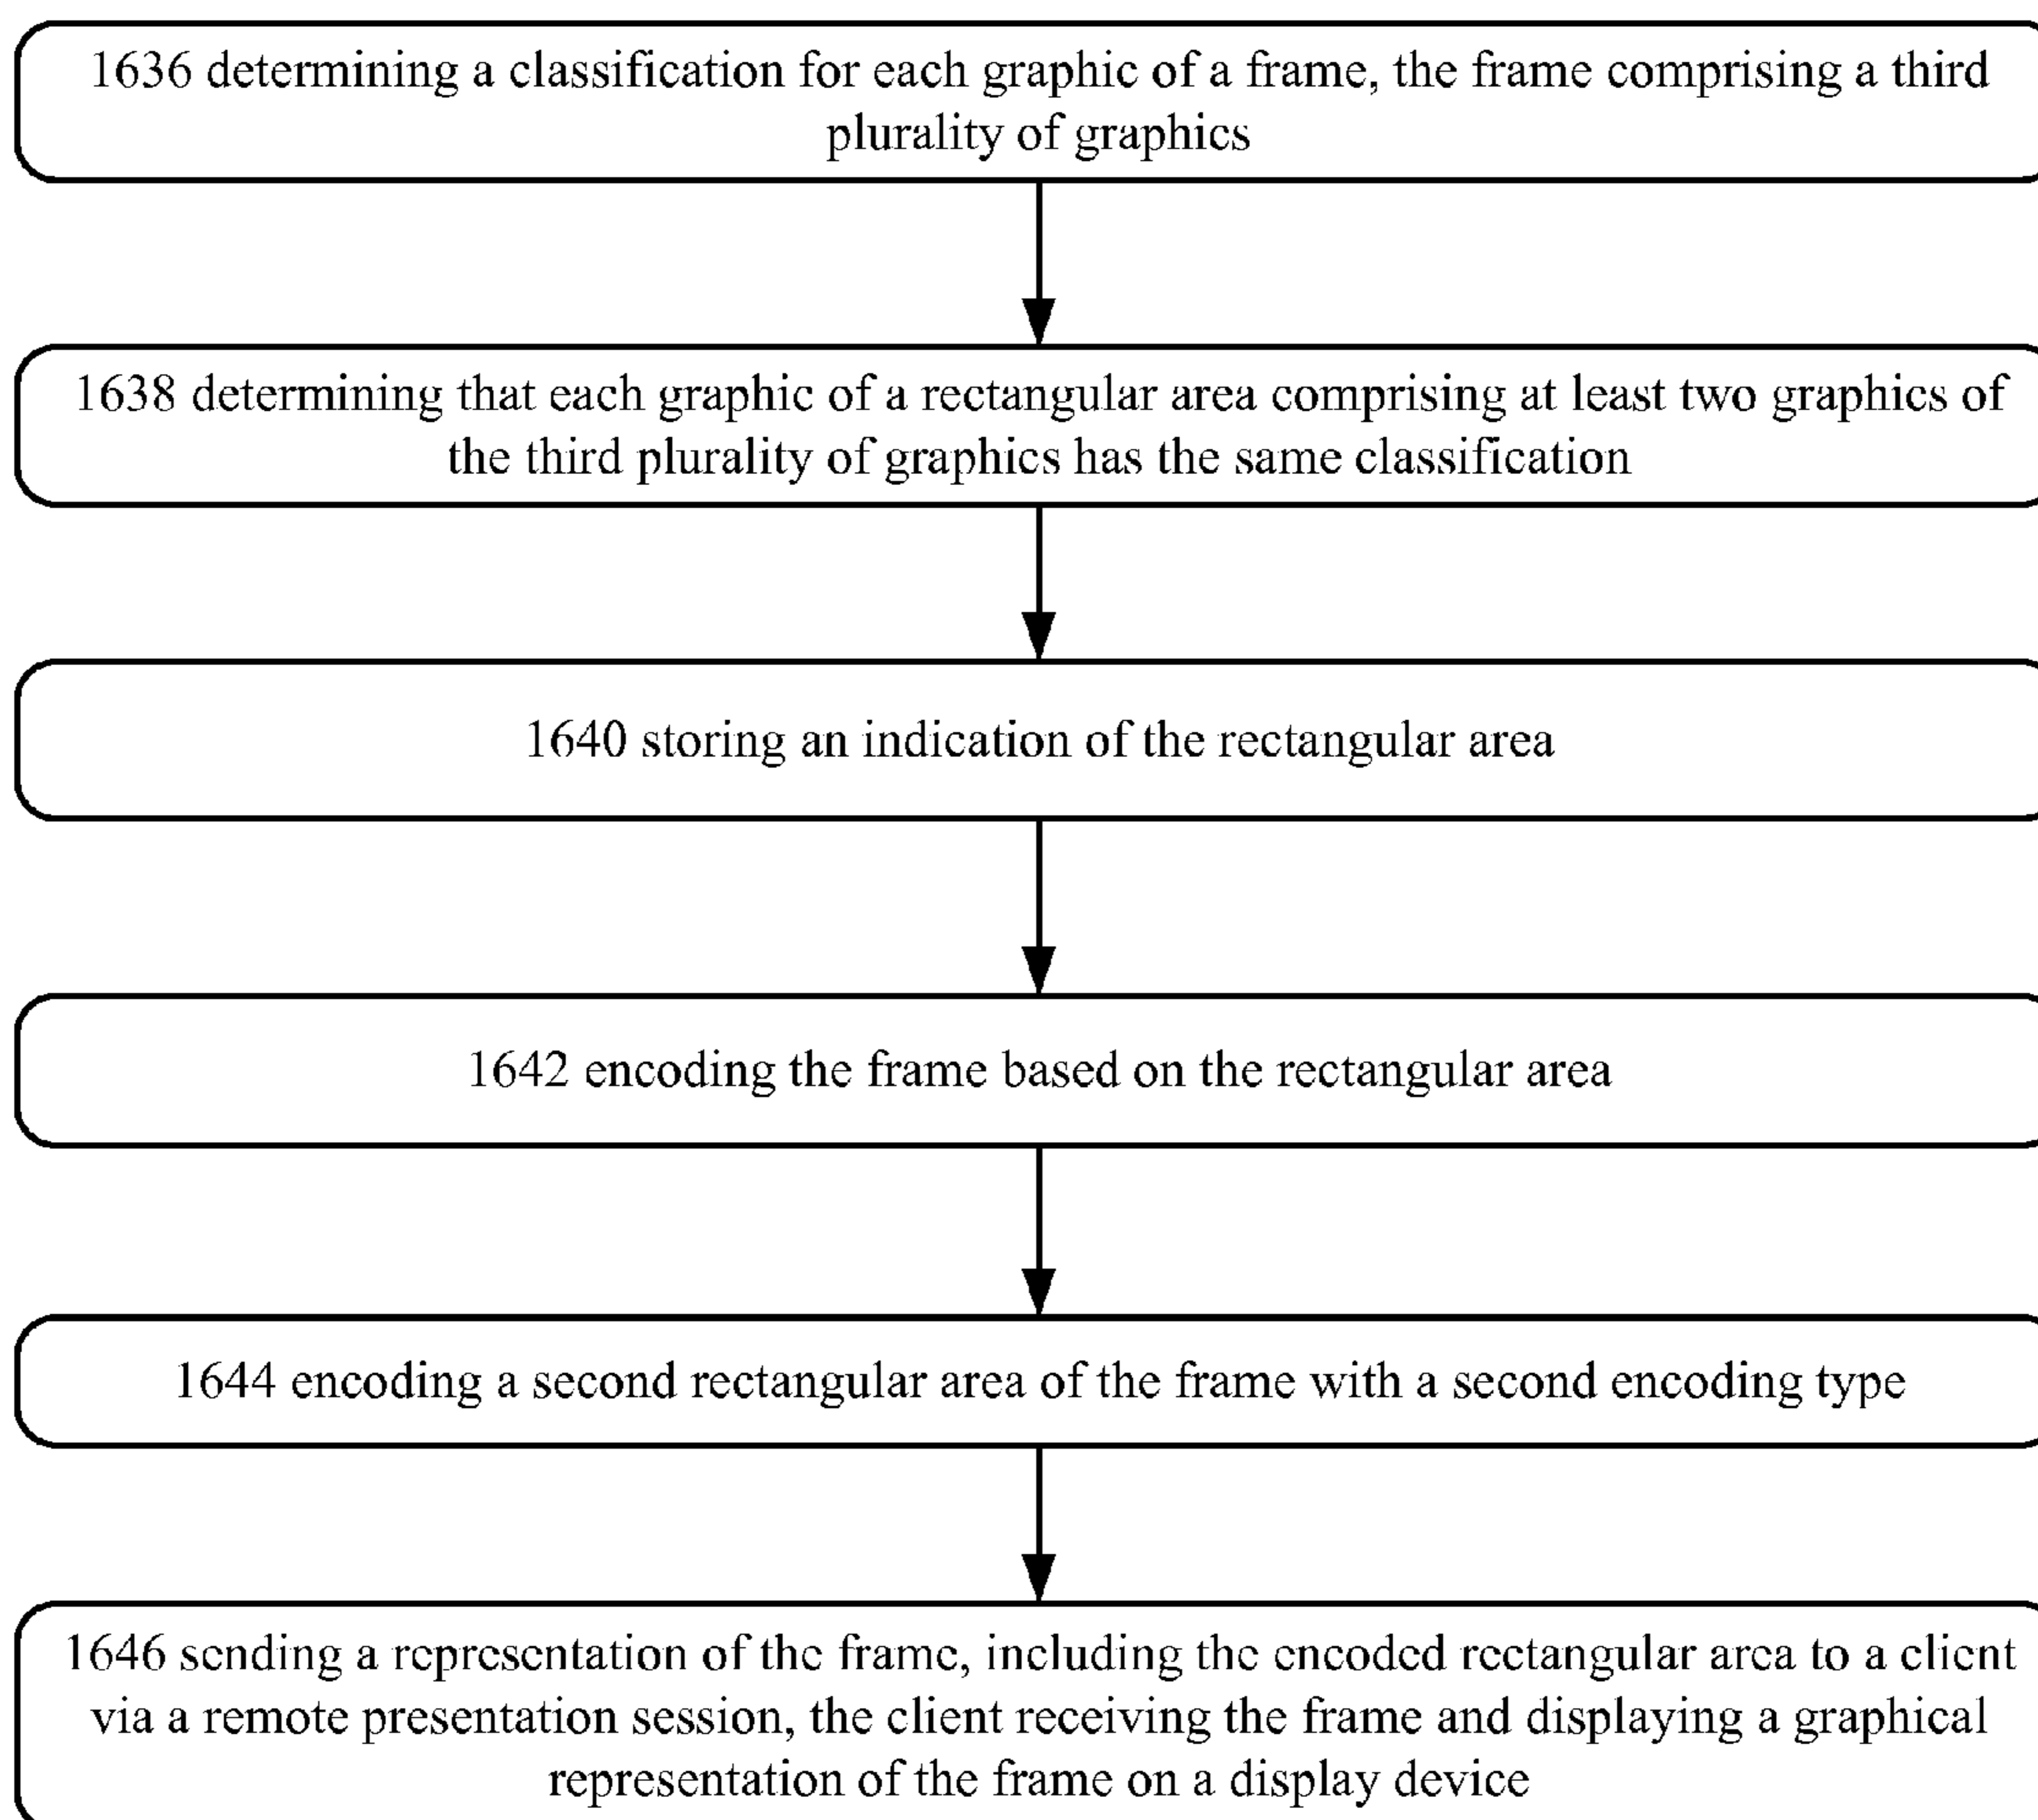 1636 determining a classification for each graphic of a frame, the frame comprising a third
plurality of graphics
1638 determining that each graphic of a rectangular area comprising at least two graphics of
the third plurality of graphics has the same classification
1640 storing an indication of the rectangular area
1642 encoding the frame based on the rectangular area
1644 encoding a second rectangular area of the frame with a second encoding type
1646 sending a representation of the frame, including the encoded rectangular area to a client
via a remote presentation session, the client receiving the frame and displaying a graphical
representation of the frame on a display device